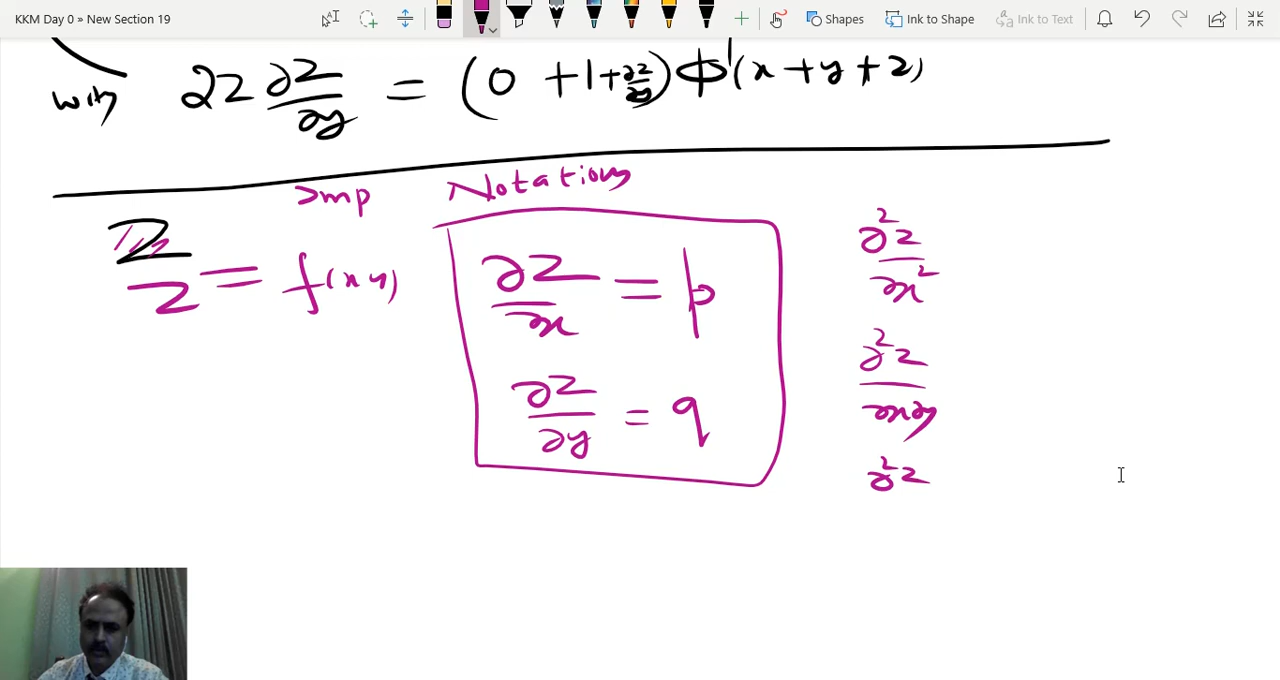 KKM Day 0 » New Section 19
Shapes
Ink to Shape
Ink to Text
with 2z ∂z/∂y = (0 + 1 + ∂z/∂y) ϕ'(x + y + z)
Imp Notations
z = f(x y)
∂z/∂x = p
∂z/∂y = q
∂²z/∂x²
∂²z/∂x∂y
∂²z